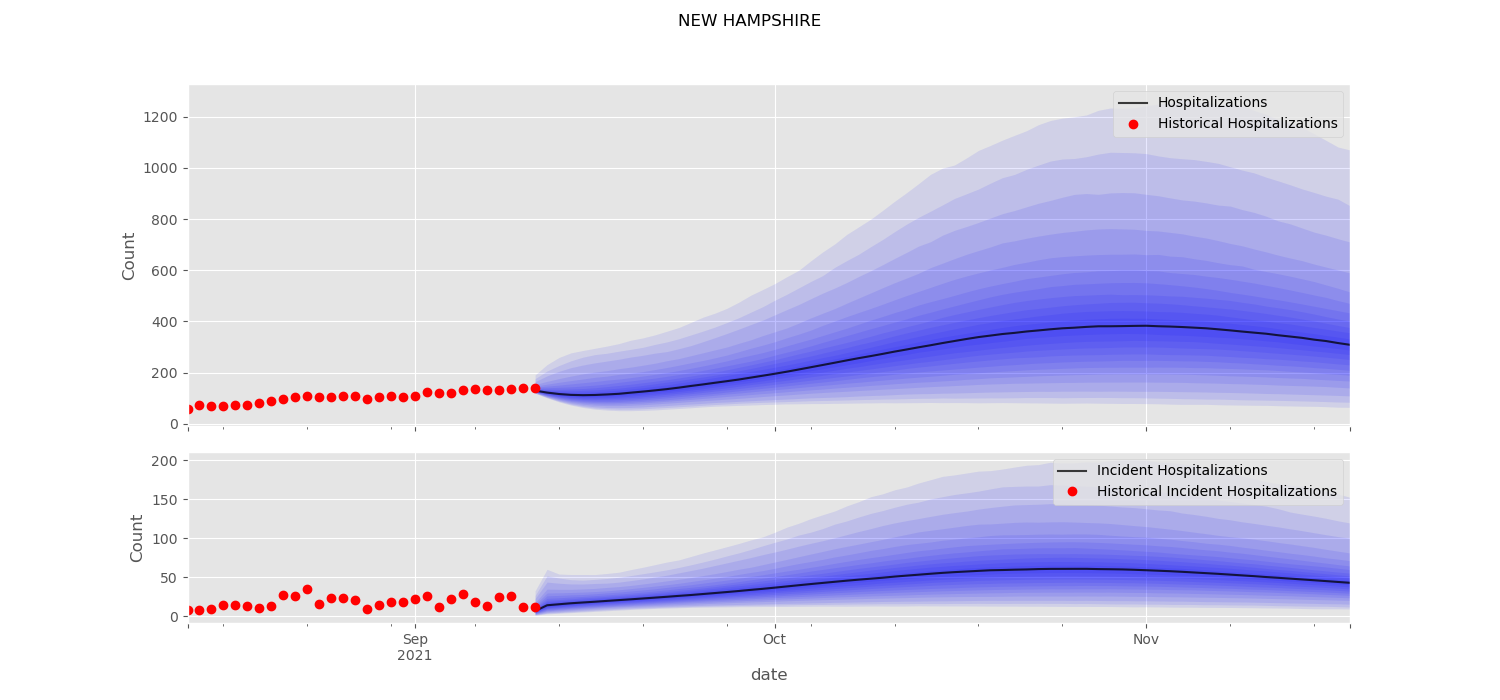 NEW HAMPSHIRE
Hospitalizations
Historical Hospitalizations
1200
1000
800
600
400
200
0
Count
Incident Hospitalizations
Historical Incident Hospitalizations
200
150
100
50
0
Count
Sep
2021
Oct
Nov
date